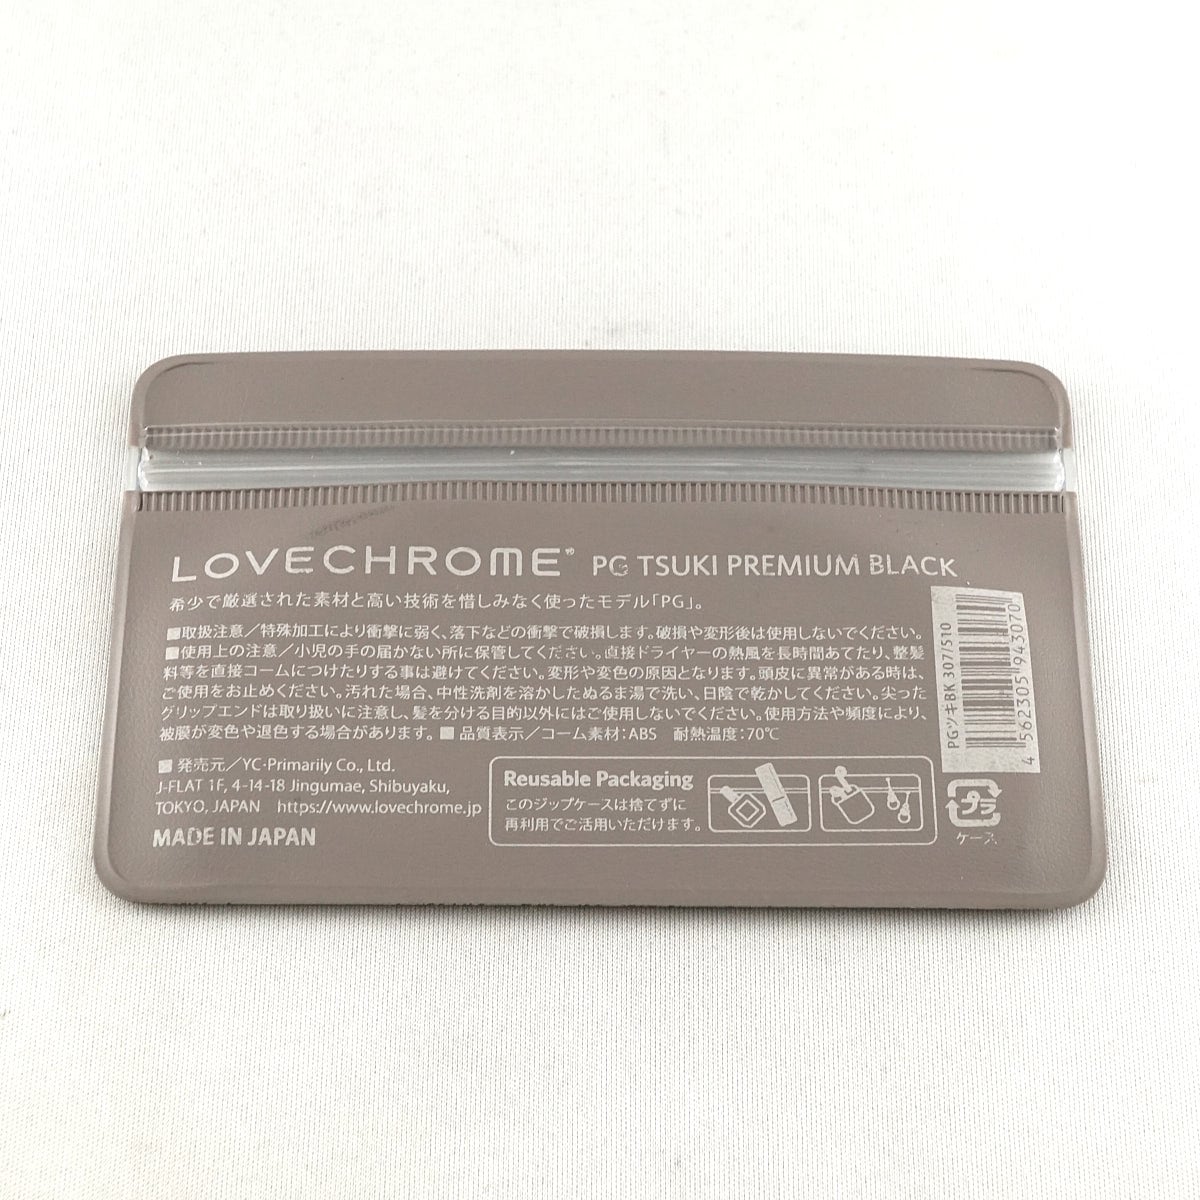 LOVECHROME® PG TSUKI PREMIUM BLACK
希少で厳選された素材と高い技術を惜しみなく使ったモデル「PG」。
■取扱注意／特殊加工により衝撃に弱く、落下などの衝撃で破損します。破損や変形後は使用しないでください。
■使用上の注意／小児の手の届かない所に保管してください。直接ドライヤーの熱風を長時間あてたり、整髪
料等を直接コームにつけたりする事は避けてください。変形や変色の原因となります。頭皮に異常がある時は、
ご使用をお止めください。汚れた場合、中性洗剤を溶かしたぬるま湯で洗い、日陰で乾かしてください。尖った
グリップエンドは取り扱いに注意し、髪を分ける目的以外にはご使用しないでください。使用方法や頻度により、
被膜が変色や退色する場合があります。■品質表示／コーム素材：ABS　耐熱温度：70℃
■発売元／YC·Primarily Co., Ltd.
J-FLAT 1F, 4-14-18 Jingumae, Shibuyaku,
TOKYO, JAPAN https://www.lovechrome.jp
MADE IN JAPAN
Reusable Packaging
このジップケースは捨てずに
再利用でご活用いただけます。
PGツキBK 307/510
4562305943070
プラ
ケース